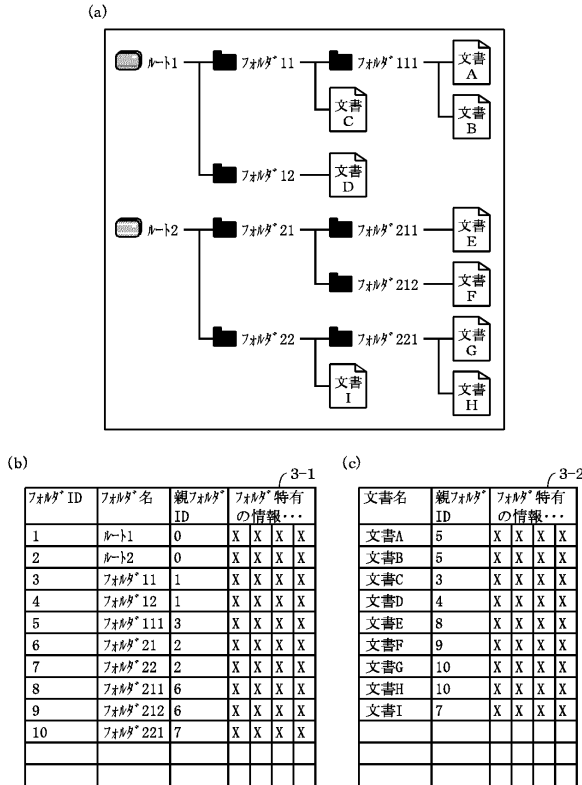 (a)
ﾙｰﾄ1 ﾌｫﾙﾀﾞ11 ﾌｫﾙﾀﾞ111 文書A
文書B
文書C
ﾌｫﾙﾀﾞ12 文書D
ﾙｰﾄ2 ﾌｫﾙﾀﾞ21 ﾌｫﾙﾀﾞ211 文書E
ﾌｫﾙﾀﾞ212 文書F
ﾌｫﾙﾀﾞ22 ﾌｫﾙﾀﾞ221 文書G
文書H
文書I
(b)
3-1
ﾌｫﾙﾀﾞID ﾌｫﾙﾀﾞ名 親ﾌｫﾙﾀﾞID ﾌｫﾙﾀﾞ特有の情報･･･
1 ﾙｰﾄ1 0 X X X X
2 ﾙｰﾄ2 0 X X X X
3 ﾌｫﾙﾀﾞ11 1 X X X X
4 ﾌｫﾙﾀﾞ12 1 X X X X
5 ﾌｫﾙﾀﾞ111 3 X X X X
6 ﾌｫﾙﾀﾞ21 2 X X X X
7 ﾌｫﾙﾀﾞ22 2 X X X X
8 ﾌｫﾙﾀﾞ211 6 X X X X
9 ﾌｫﾙﾀﾞ212 6 X X X X
10 ﾌｫﾙﾀﾞ221 7 X X X X
(c)
3-2
文書名 親ﾌｫﾙﾀﾞID ﾌｫﾙﾀﾞ特有の情報･･･
文書A 5 X X X X
文書B 5 X X X X
文書C 3 X X X X
文書D 4 X X X X
文書E 8 X X X X
文書F 9 X X X X
文書G 10 X X X X
文書H 10 X X X X
文書I 7 X X X X